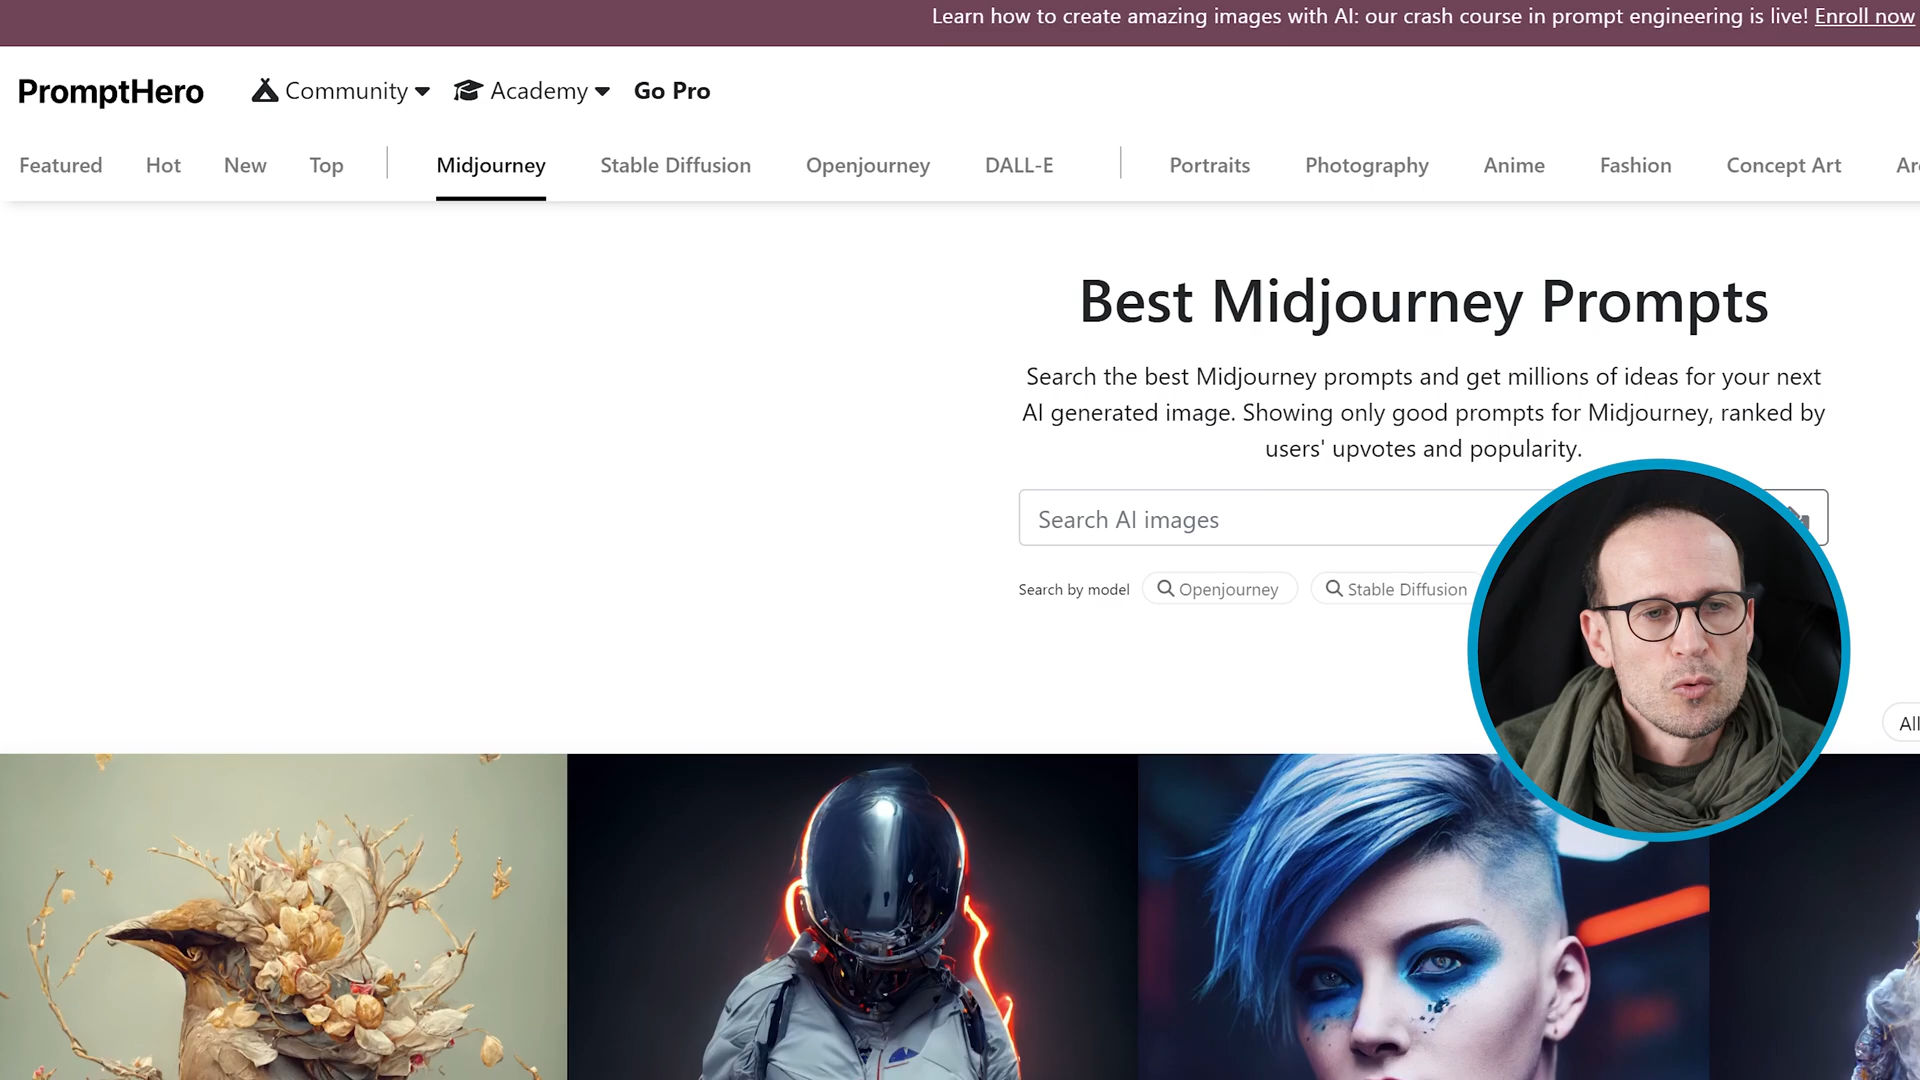 Learn how to create amazing images with AI: our crash course in prompt engineering is live! Enroll now
PromptHero Community Academy Go Pro
Featured Hot New Top Midjourney Stable Diffusion Openjourney DALL-E Portraits Photography Anime Fashion Concept Art
Best Midjourney Prompts
Search the best Midjourney prompts and get millions of ideas for your next
AI generated image. Showing only good prompts for Midjourney, ranked by
users' upvotes and popularity.
Search AI images
Search by model Openjourney Stable Diffusion
All